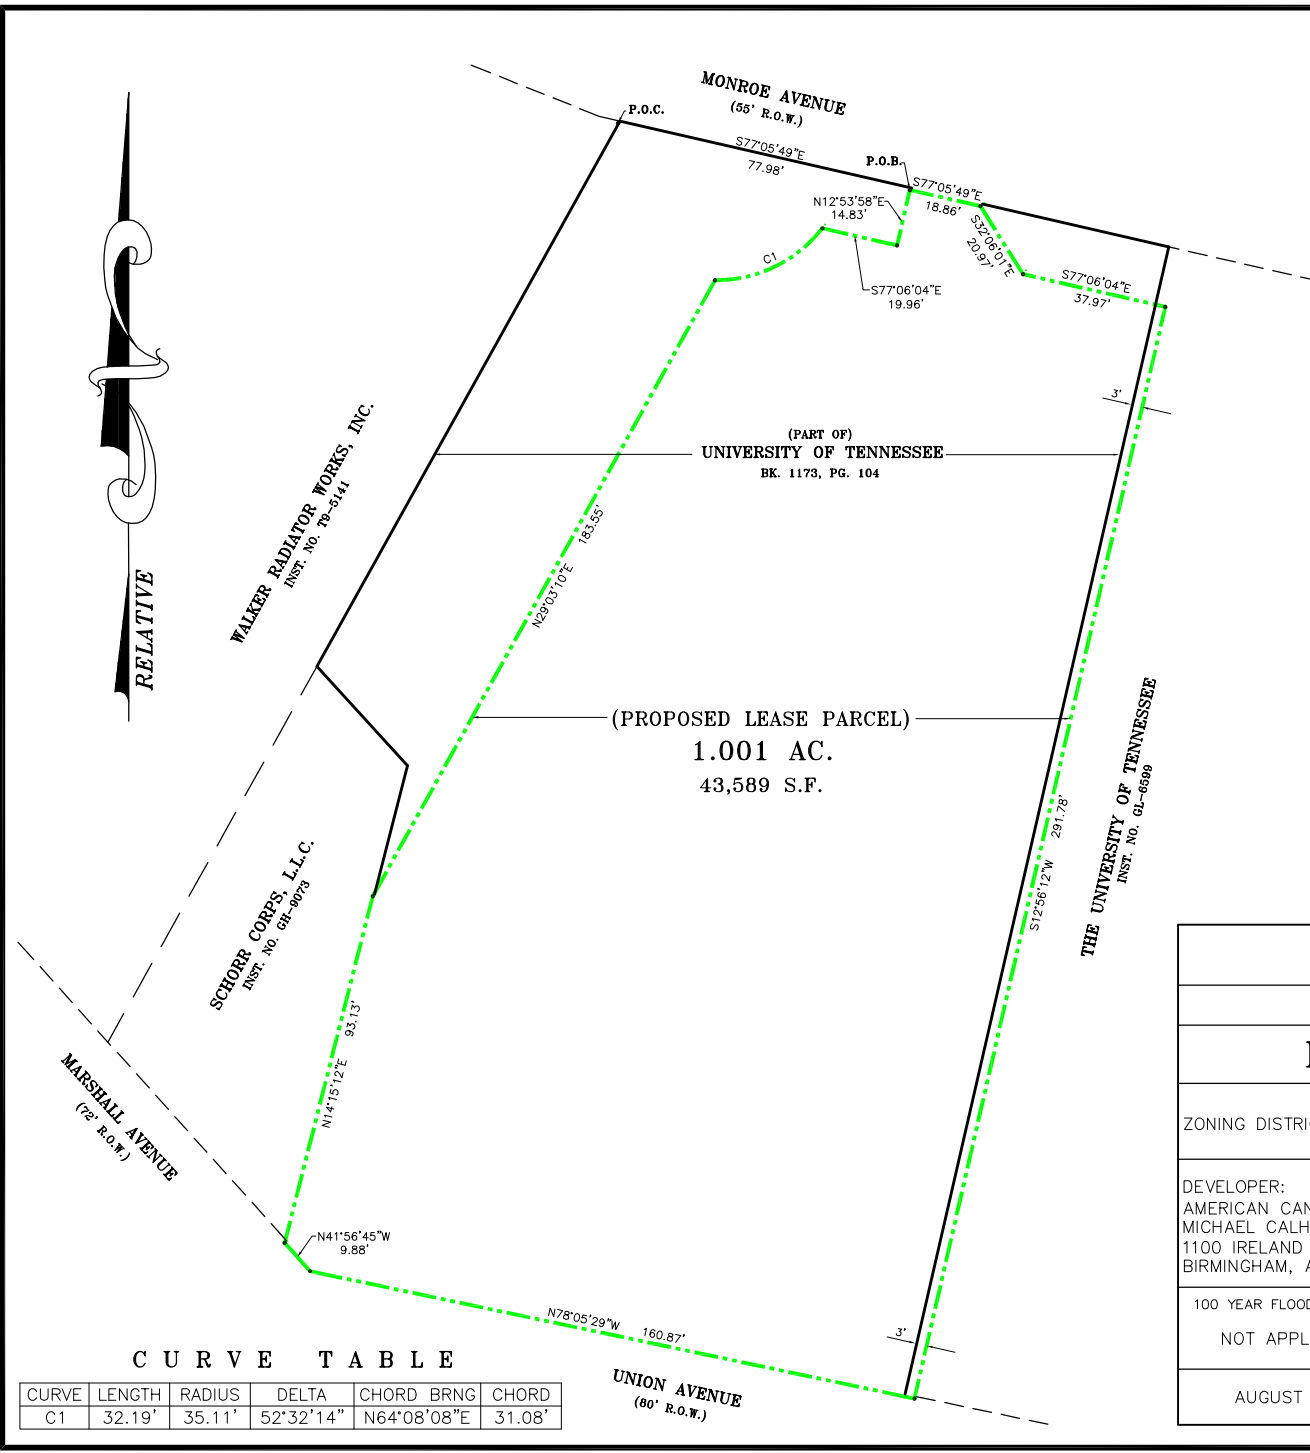 MONROE AVENUE
(55' R.O.W.)
P.O.C.
S77°05'49"E
77.98'
P.O.B.
S77°05'49"E
18.86'
N12°53'58"E
14.83'
S32°06'01"E
20.97'
C1
S77°06'04"E
19.96'
S77°06'04"E
37.97'
3'
(PART OF)
UNIVERSITY OF TENNESSEE
BK. 1173, PG. 104
WALKER RADIATOR WORKS, INC.
INST. NO. T9-5141
183.55'
N29°03'10"E
RELATIVE
(PROPOSED LEASE PARCEL)
1.001 AC.
43,589 S.F.
THE UNIVERSITY OF TENNESSEE
INST. NO. GL-6599
291.78'
S12°56'12"W
SCHORR CORPS, L.L.C.
INST. NO. GH-9073
93.13'
N14°15'12"E
MARSHALL AVENUE
(72' R.O.W.)
N41°56'45"W
9.88'
N78°05'29"W 160.87'
3'
UNION AVENUE
(80' R.O.W.)
CURVE TABLE
CURVE LENGTH RADIUS DELTA CHORD BRNG CHORD
C1 32.19' 35.11' 52°32'14" N64°08'08"E 31.08'
ZONING
DEVELOPER:
AMERICAN
MICHAEL
1100 IRELAND
BIRMINGHAM,
100 YEAR
NOT
AUGUST